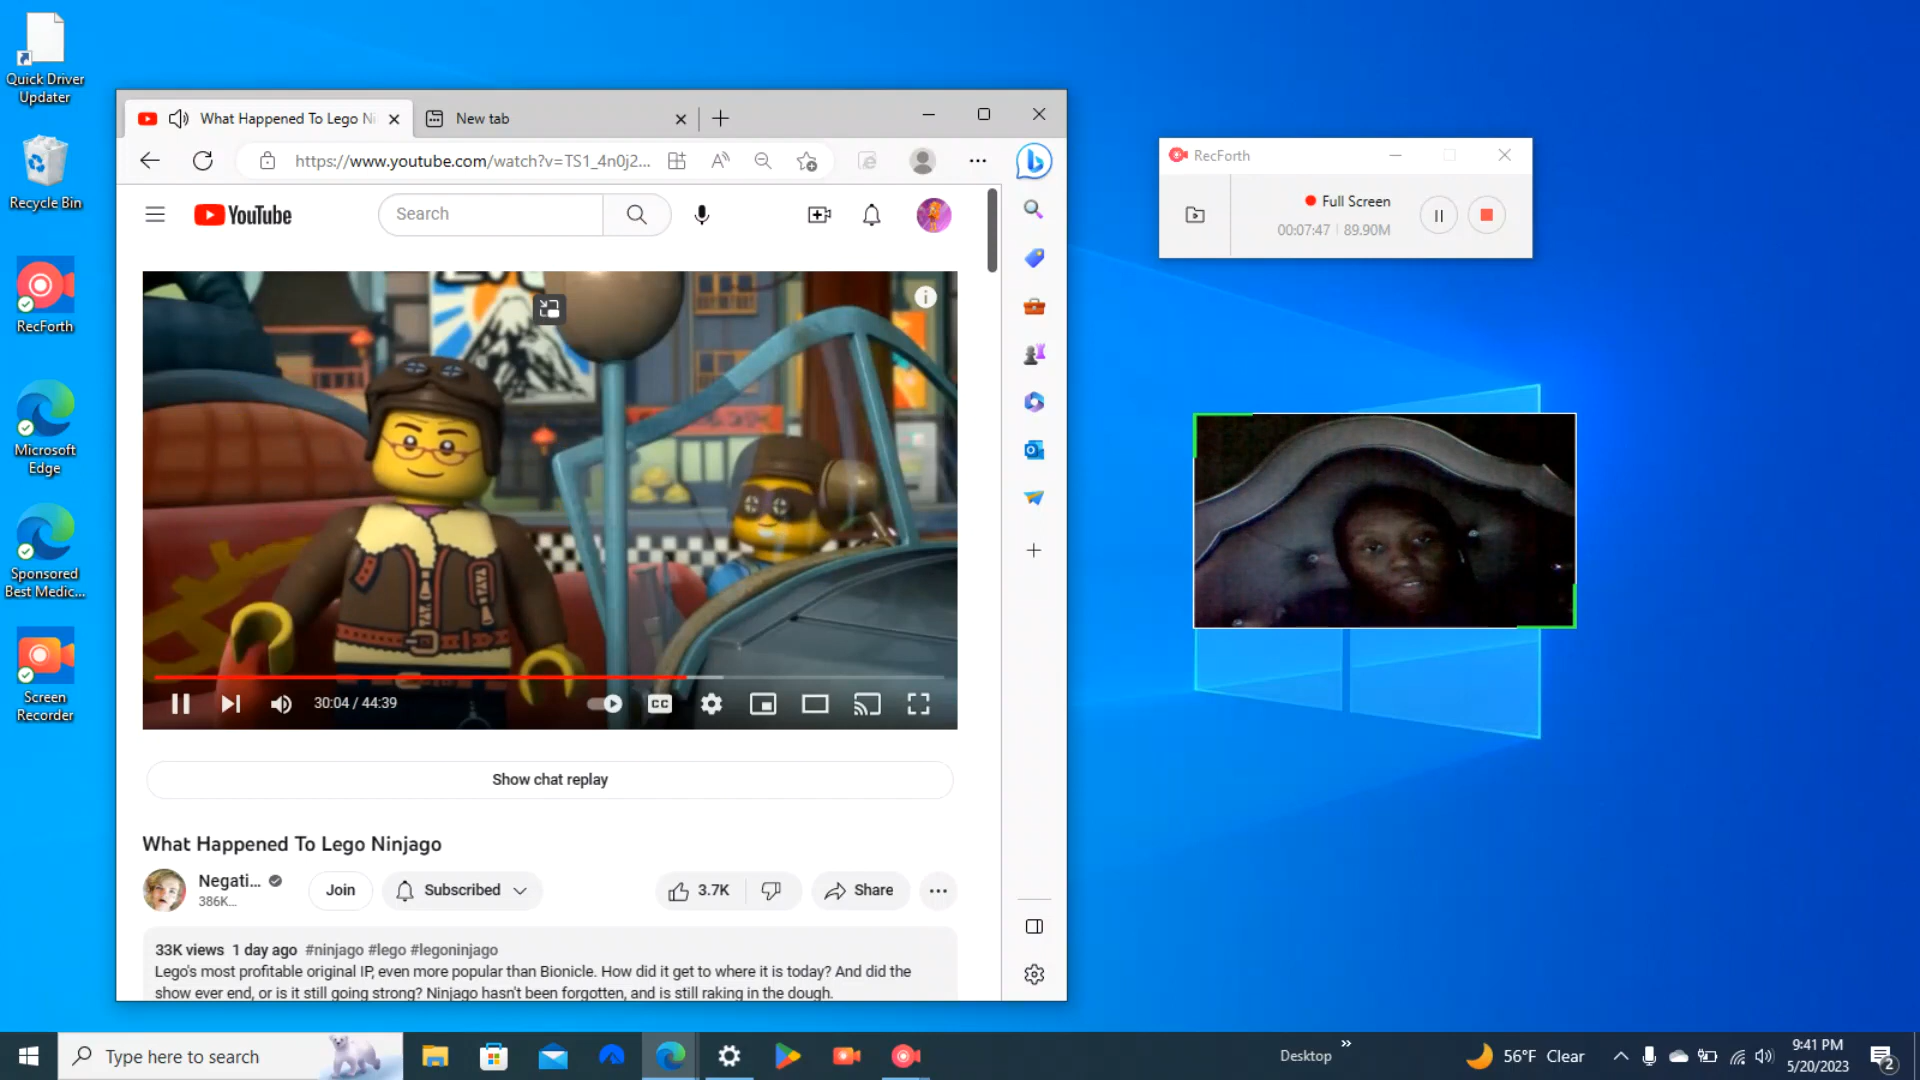 Quick Driver
Updater
Recycle Bin
RecForth
Microsoft
Edge
Sponsored
Best Medic...
Screen
Recorder
What Happened To Lego Ni
New tab
https://www.youtube.com/watch?v=TS1_4n0j2...
YouTube
Search
30:04 / 44:39
CC
Show chat replay
What Happened To Lego Ninjago
Negati...
386K...
Join
Subscribed
3.7K
Share
33K views 1 day ago #ninjago #lego #legoninjago
Lego's most profitable original IP, even more popular than Bionicle. How did it get to where it is today? And did the
show ever end, or is it still going strong? Ninjago hasn't been forgotten, and is still raking in the dough.
RecForth
Full Screen
00:07:47 | 89.90M
Type here to search
Desktop
56°F Clear
9:41 PM
5/20/2023
2